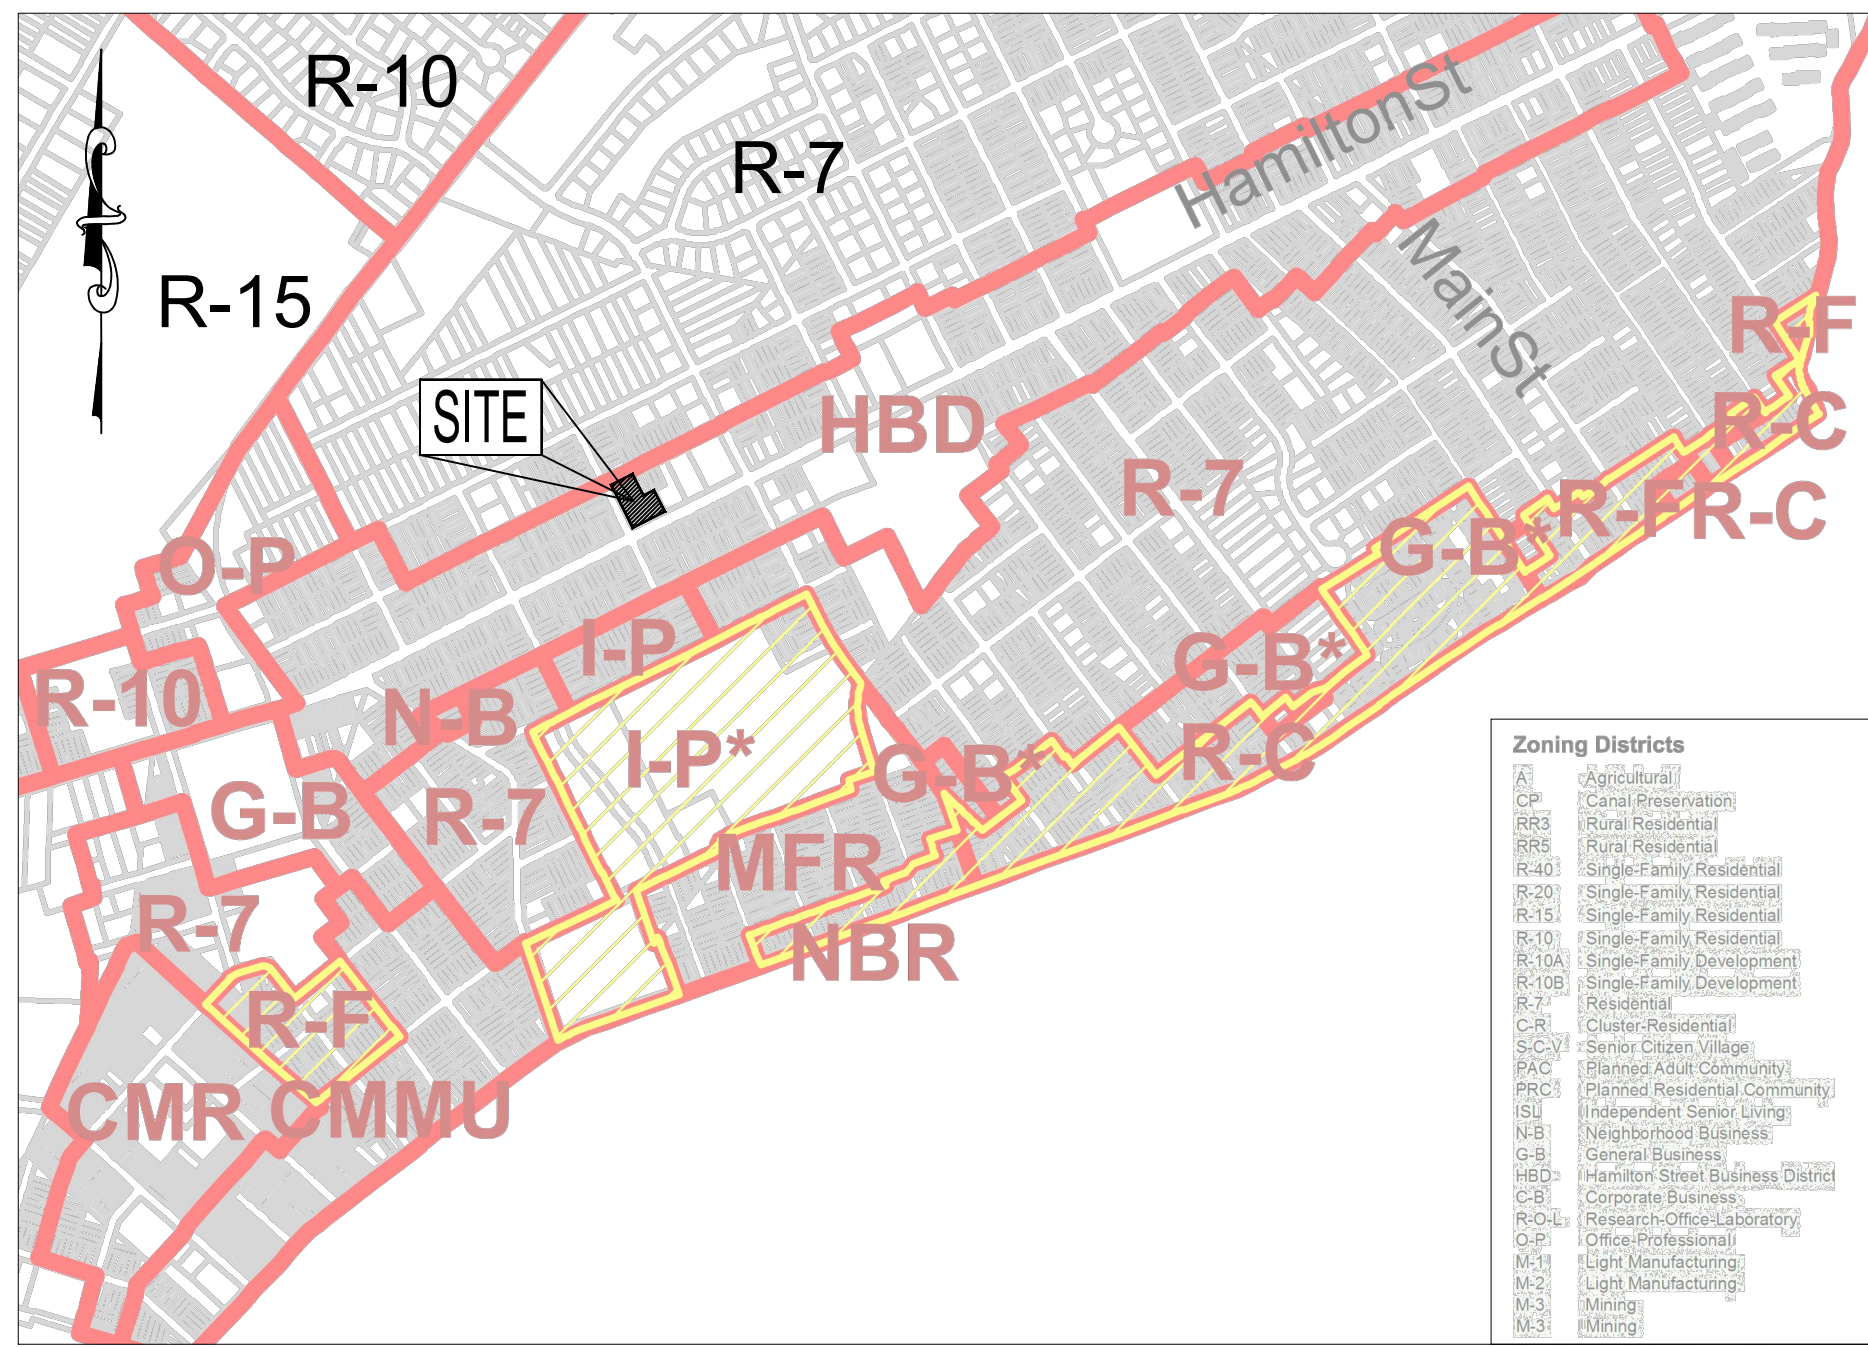 R-10
R-7
R-15
HamiltonSt
MainSt
SITE
R-F
HBD
R-C
R-7
R-F
R-C
G-B*
O-P
I-P
G-B*
R-10
N-B
I-P*
R-C
G-B*
G-B
R-7
MFR
R-7
NBR
R-F
CMR
CMMU
Zoning Districts
A Agricultural
CP Canal Preservation
RR3 Rural Residential
RR5 Rural Residential
R-40 Single-Family Residential
R-20 Single-Family Residential
R-15 Single-Family Residential
R-10 Single-Family Residential
R-10A Single-Family Development
R-10B Single-Family Development
R-7 Residential
C-R Cluster-Residential
S-C-V Senior Citizen Village
PAC Planned Adult Community
PRC Planned Residential Community
ISL Independent Senior Living
N-B Neighborhood Business
G-B General Business
HBD Hamilton Street Business District
C-B Corporate Business
R-O-L Research-Office-Laboratory
O-P Office-Professional
M-1 Light Manufacturing
M-2 Light Manufacturing
M-3 Mining
M-3 Mining